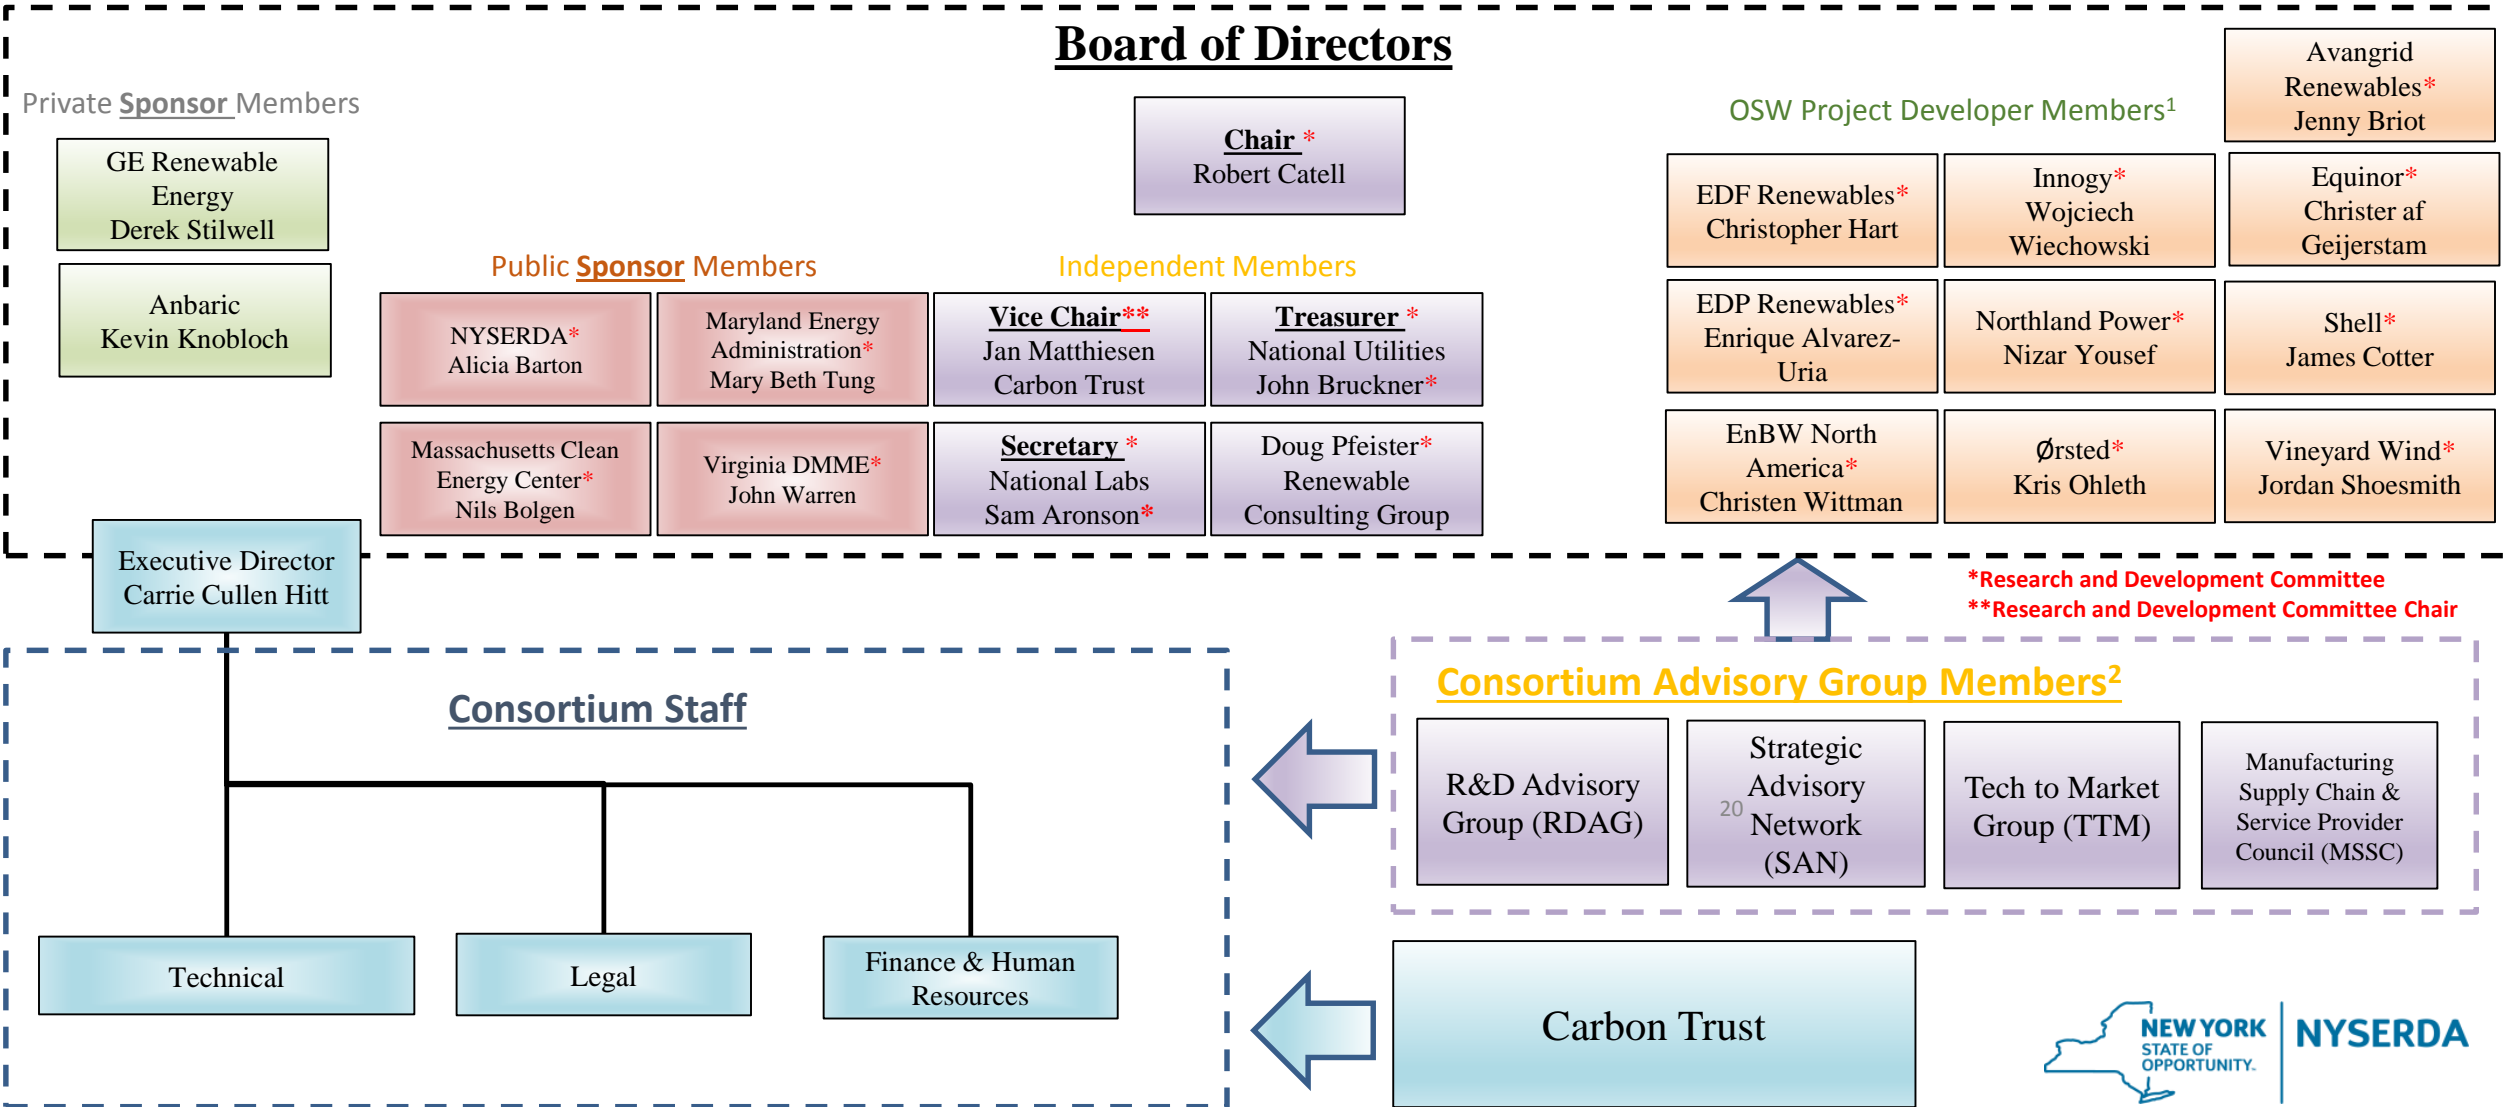 Board of Directors
Private Sponsor Members
GE Renewable
Energy
Derek Stilwell
Anbaric
Kevin Knobloch
Chair *
Robert Catell
Public Sponsor Members
NYSERDA*
Alicia Barton
Maryland Energy
Administration*
Mary Beth Tung
Massachusetts Clean
Energy Center*
Nils Bolgen
Virginia DMME*
John Warren
Independent Members
Vice Chair**
Jan Matthiesen
Carbon Trust
Treasurer *
National Utilities
John Bruckner*
Secretary *
National Labs
Sam Aronson*
Doug Pfeister*
Renewable
Consulting Group
OSW Project Developer Members1
Avangrid
Renewables*
Jenny Briot
EDF Renewables*
Christopher Hart
Innogy*
Wojciech
Wiechowski
Equinor*
Christer af
Geijerstam
EDP Renewables*
Enrique Alvarez-
Uria
Northland Power*
Nizar Yousef
Shell*
James Cotter
EnBW North
America*
Christen Wittman
Ørsted*
Kris Ohleth
Vineyard Wind*
Jordan Shoesmith
Executive Director
Carrie Cullen Hitt
*Research and Development Committee
**Research and Development Committee Chair
Consortium Staff
Technical
Legal
Finance & Human
Resources
Consortium Advisory Group Members2
R&D Advisory
Group (RDAG)
Strategic
Advisory
Network
(SAN)
20
Tech to Market
Group (TTM)
Manufacturing
Supply Chain &
Service Provider
Council (MSSC)
Carbon Trust
NEW YORK
STATE OF
OPPORTUNITY™
NYSERDA